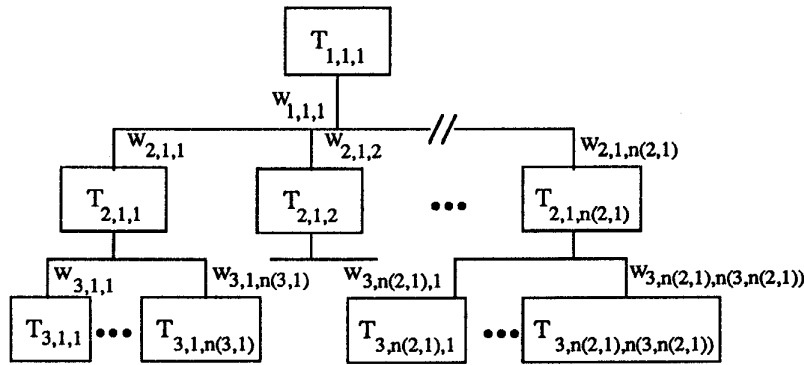 T1,1,1
W1,1,1
W2,1,1 W2,1,2 W2,1,n(2,1)
T2,1,1 T2,1,2 ••• T2,1,n(2,1)
W3,1,1 W3,1,n(3,1) W3,n(2,1),1 W3,n(2,1),n(3,n(2,1))
T3,1,1 ••• T3,1,n(3,1) T3,n(2,1),1 ••• T3,n(2,1),n(3,n(2,1))